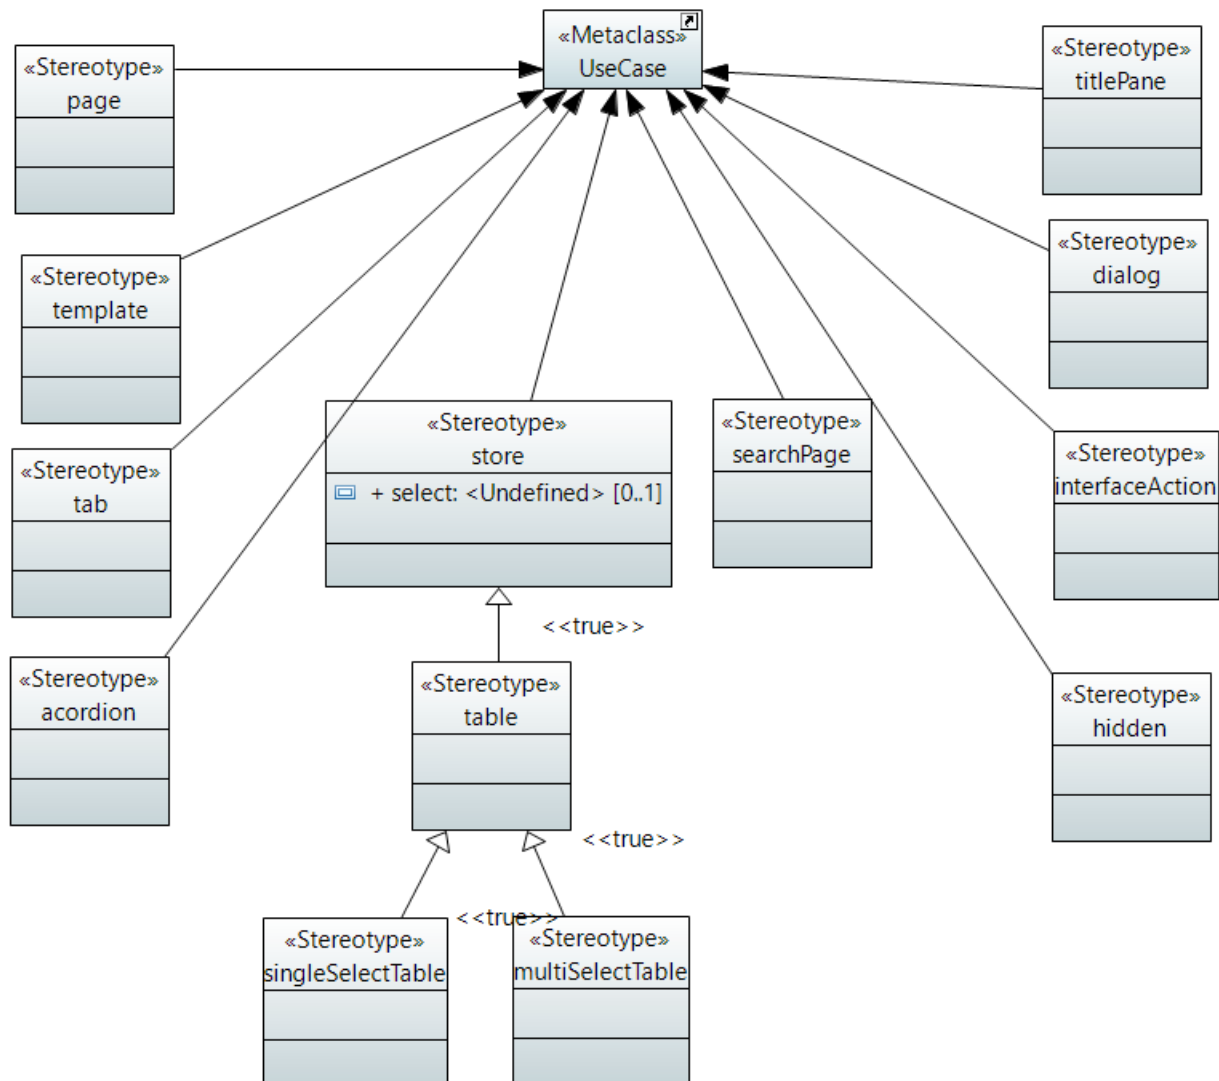 «Metaclass»
UseCase
«Stereotype»
page
«Stereotype»
titlePane
«Stereotype»
template
«Stereotype»
dialog
«Stereotype»
tab
«Stereotype»
store
+ select: <Undefined> [0..1]
«Stereotype»
searchPage
«Stereotype»
interfaceAction
<<true>>
«Stereotype»
acordion
«Stereotype»
table
«Stereotype»
hidden
<<true>>
<<true>>
«Stereotype»
singleSelectTable
«Stereotype»
multiSelectTable